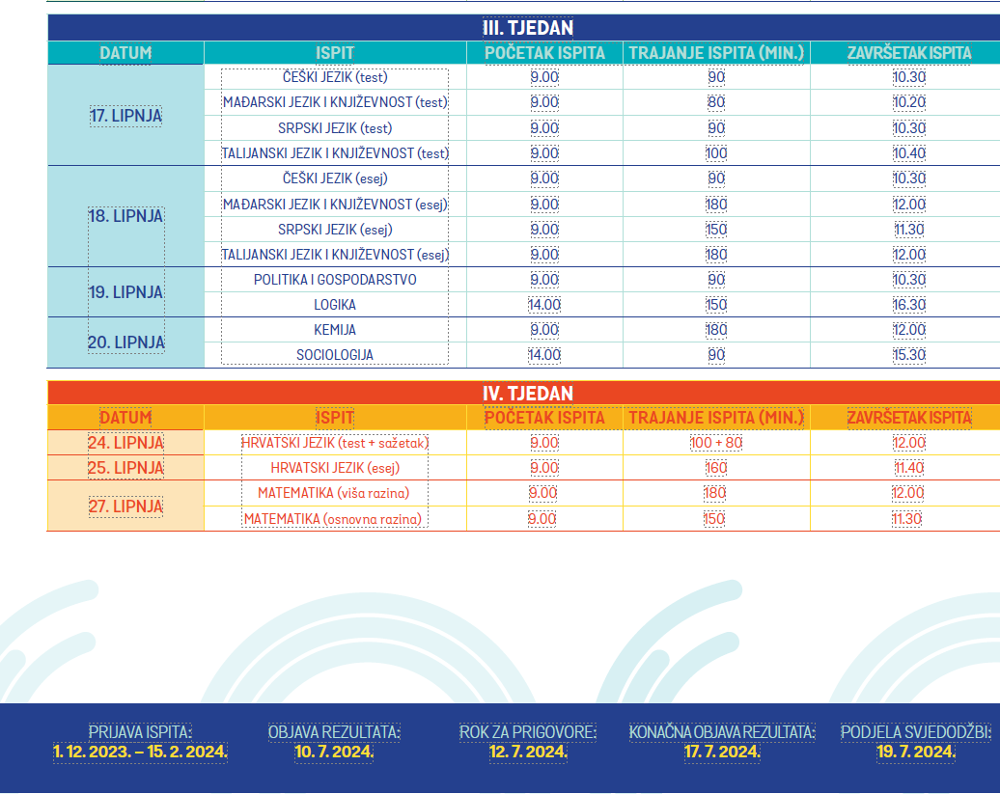 III. TJEDAN
DATUM ISPIT POČETAK ISPITA TRAJANJE ISPITA (MIN.) ZAVRŠETAK ISPITA
17. LIPNJA
ČEŠKI JEZIK (test) 9.00 90 10.30
MAĐARSKI JEZIK I KNJIŽEVNOST (test) 9.00 80 10.20
SRPSKI JEZIK (test) 9.00 90 10.30
TALIJANSKI JEZIK I KNJIŽEVNOST (test) 9.00 100 10.40
18. LIPNJA
ČEŠKI JEZIK (esej) 9.00 90 10.30
MAĐARSKI JEZIK I KNJIŽEVNOST (esej) 9.00 180 12.00
SRPSKI JEZIK (esej) 9.00 150 11.30
TALIJANSKI JEZIK I KNJIŽEVNOST (esej) 9.00 180 12.00
19. LIPNJA
POLITIKA I GOSPODARSTVO 9.00 90 10.30
LOGIKA 14.00 150 16.30
20. LIPNJA
KEMIJA 9.00 180 12.00
SOCIOLOGIJA 14.00 90 15.30
IV. TJEDAN
DATUM ISPIT POČETAK ISPITA TRAJANJE ISPITA (MIN.) ZAVRŠETAK ISPITA
24. LIPNJA HRVATSKI JEZIK (test + sažetak) 9.00 100 + 80 12.00
25. LIPNJA HRVATSKI JEZIK (esej) 9.00 160 11.40
27. LIPNJA
MATEMATIKA (viša razina) 9.00 180 12.00
MATEMATIKA (osnovna razina) 9.00 150 11.30
PRIJAVA ISPITA: OBJAVA REZULTATA: ROK ZA PRIGOVORE: KONAČNA OBJAVA REZULTATA: PODJELA SVJEDODŽBI:
1. 12. 2023. – 15. 2. 2024. 10. 7. 2024. 12. 7. 2024. 17. 7. 2024. 19. 7. 2024.